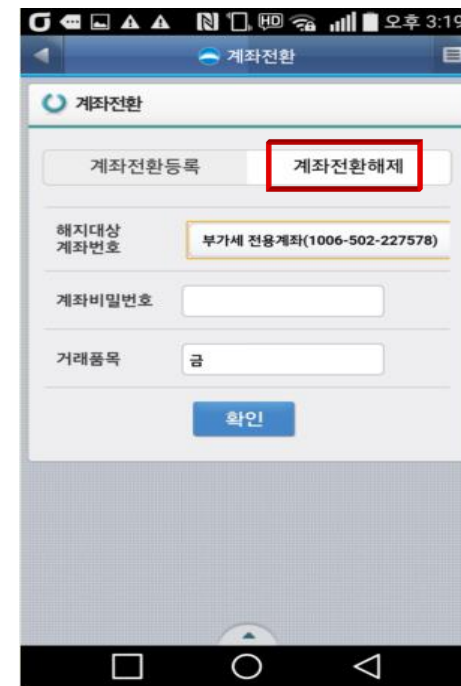 HD 오후 3:19
계좌전환
계좌전환
계좌전환등록 계좌전환해제
해지대상
계좌번호
부가세 전용계좌(1006-502-227578)
계좌비밀번호
거래품목 금
확인